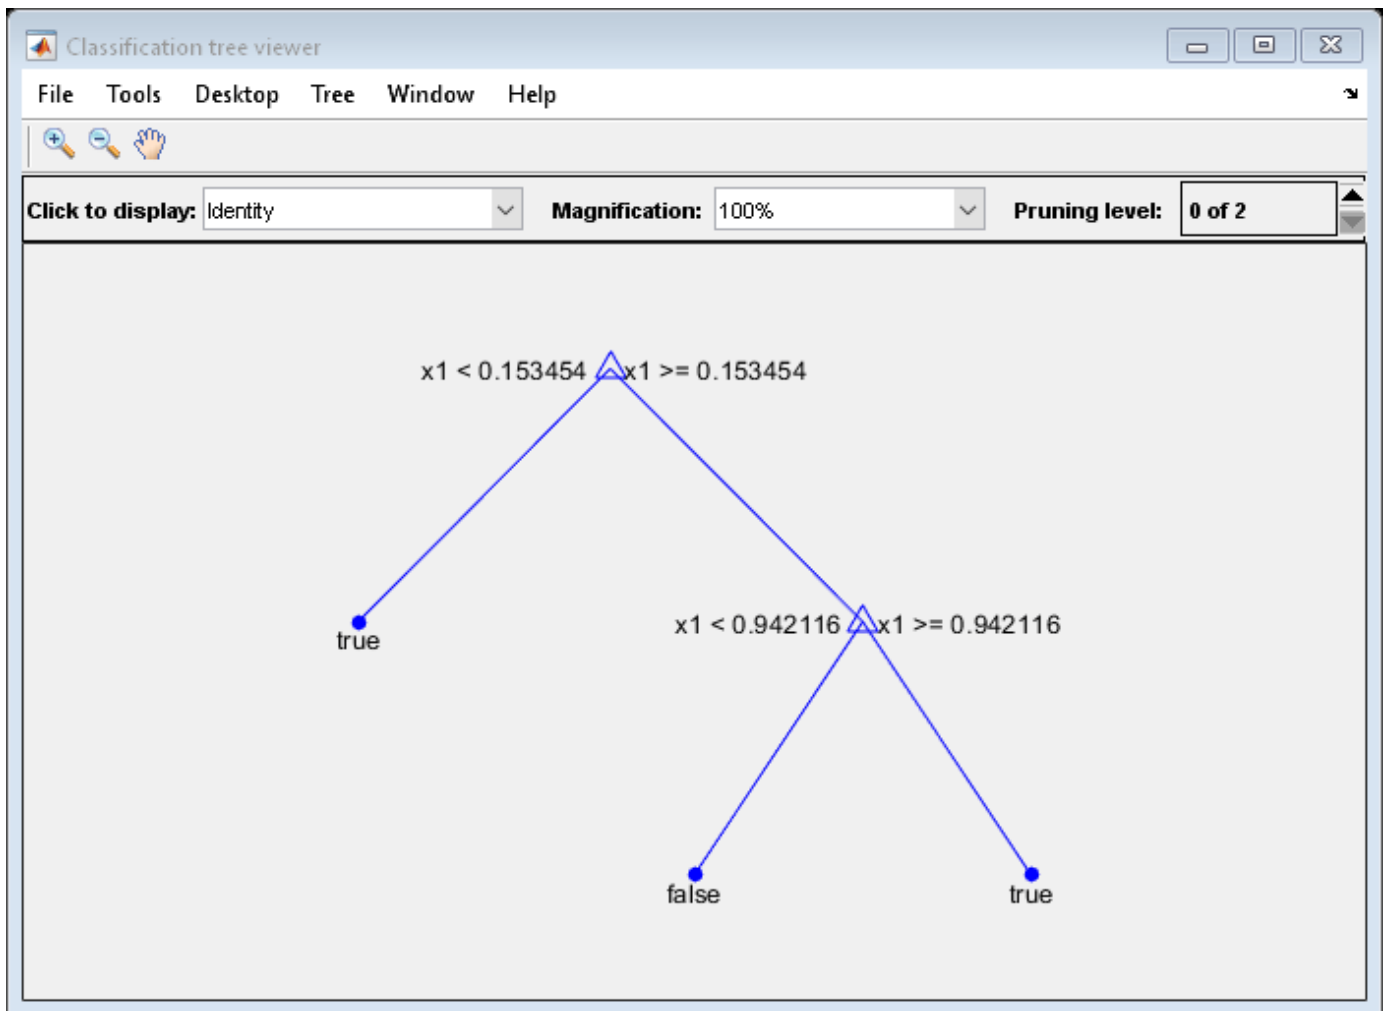 Classification tree viewer
File Tools Desktop Tree Window Help
Click to display: Identity Magnification: 100% Pruning level: 0 of 2
x1 < 0.153454 x1 >= 0.153454
true
x1 < 0.942116 x1 >= 0.942116
false true